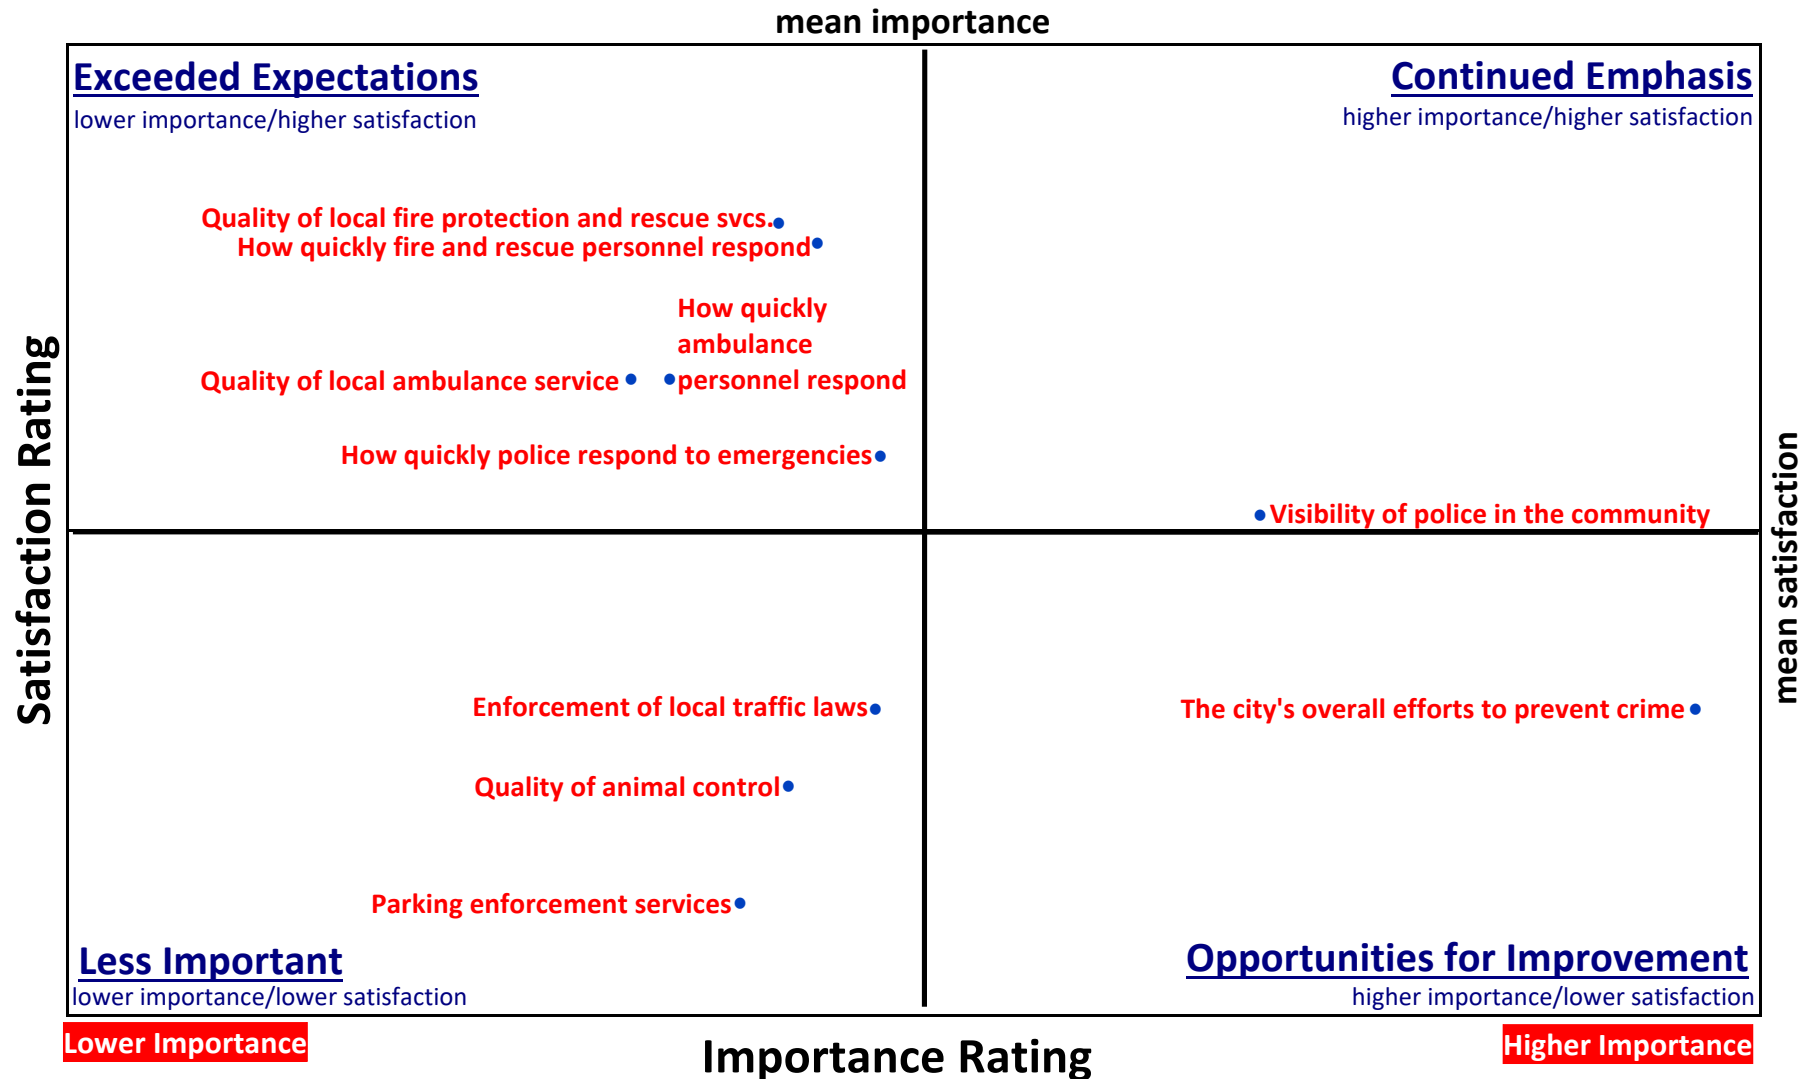 mean importance
Exceeded Expectations
lower importance/higher satisfaction
Continued Emphasis
higher importance/higher satisfaction
Quality of local fire protection and rescue svcs.
How quickly fire and rescue personnel respond
How quickly
ambulance
personnel respond
Quality of local ambulance service
How quickly police respond to emergencies
Visibility of police in the community
Satisfaction Rating
mean satisfaction
Enforcement of local traffic laws
The city's overall efforts to prevent crime
Quality of animal control
Parking enforcement services
Less Important
lower importance/lower satisfaction
Opportunities for Improvement
higher importance/lower satisfaction
Lower Importance
Importance Rating
Higher Importance